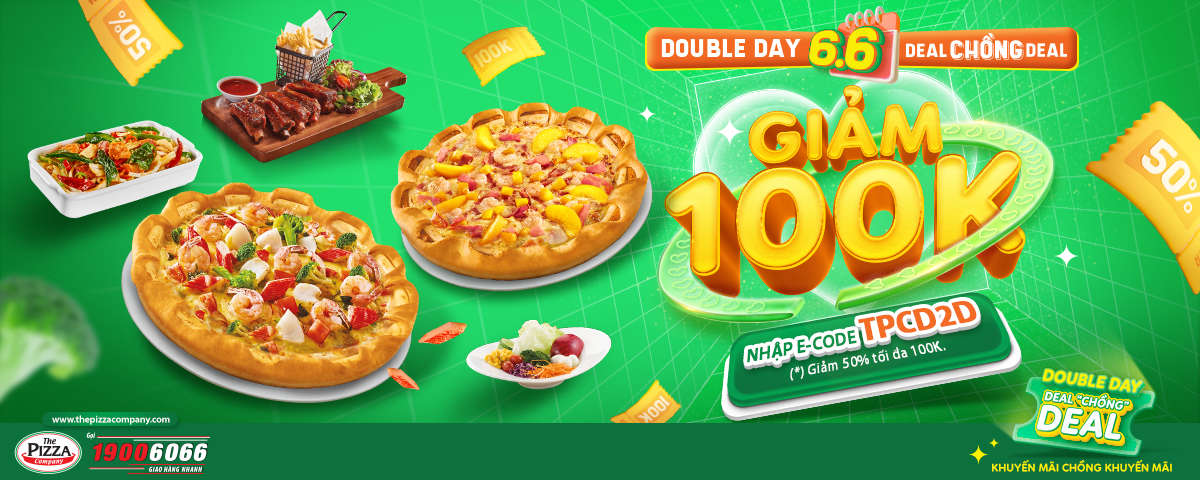 50%
100K
DOUBLE DAY 6.6 DEAL CHỒNG DEAL
GIẢM
100K
50%
NHẬP E-CODE TPCD2D
(*) Giảm 50% tối đa 100K.
100K
DOUBLE DAY
DEAL "CHỒNG"
DEAL
KHUYẾN MÃI CHỒNG KHUYẾN MÃI
www.thepizzacompany.com
The
PIZZA
Company
Gọi
19006066
GIAO HÀNG NHANH